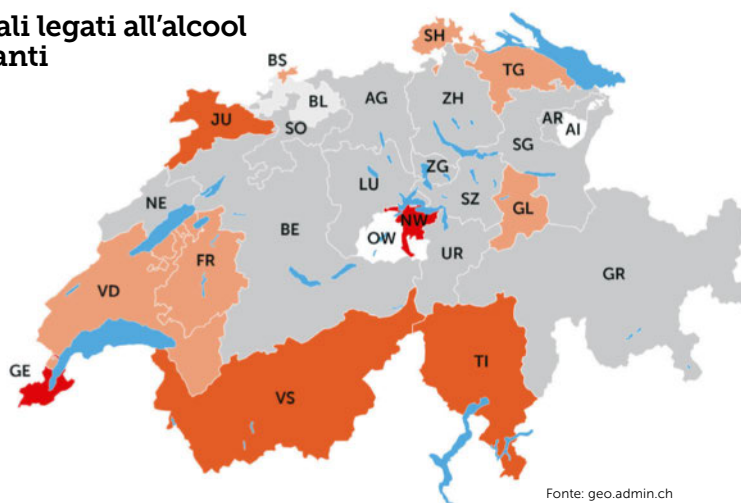 ali legati all'alcool
anti
SH
BS
TG
BL
AG
ZH
JU
SO
AR
AI
SG
ZG
LU
SZ
NE
GL
NW
BE
OW
FR
UR
GR
VD
TI
GE
VS
Fonte: geo.admin.ch